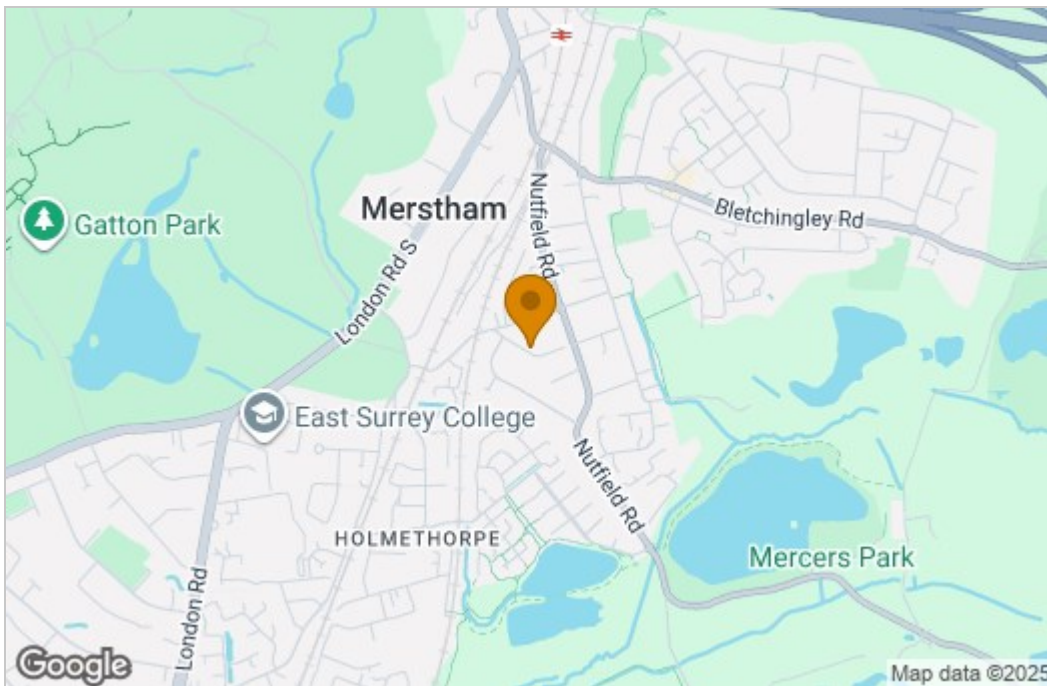 Merstham
Nutfield Rd
Bletchingley Rd
Gatton Park
London Rd S
East Surrey College
Nutfield Rd
HOLMETHORPE
Mercers Park
London Rd
Google
Map data ©2025